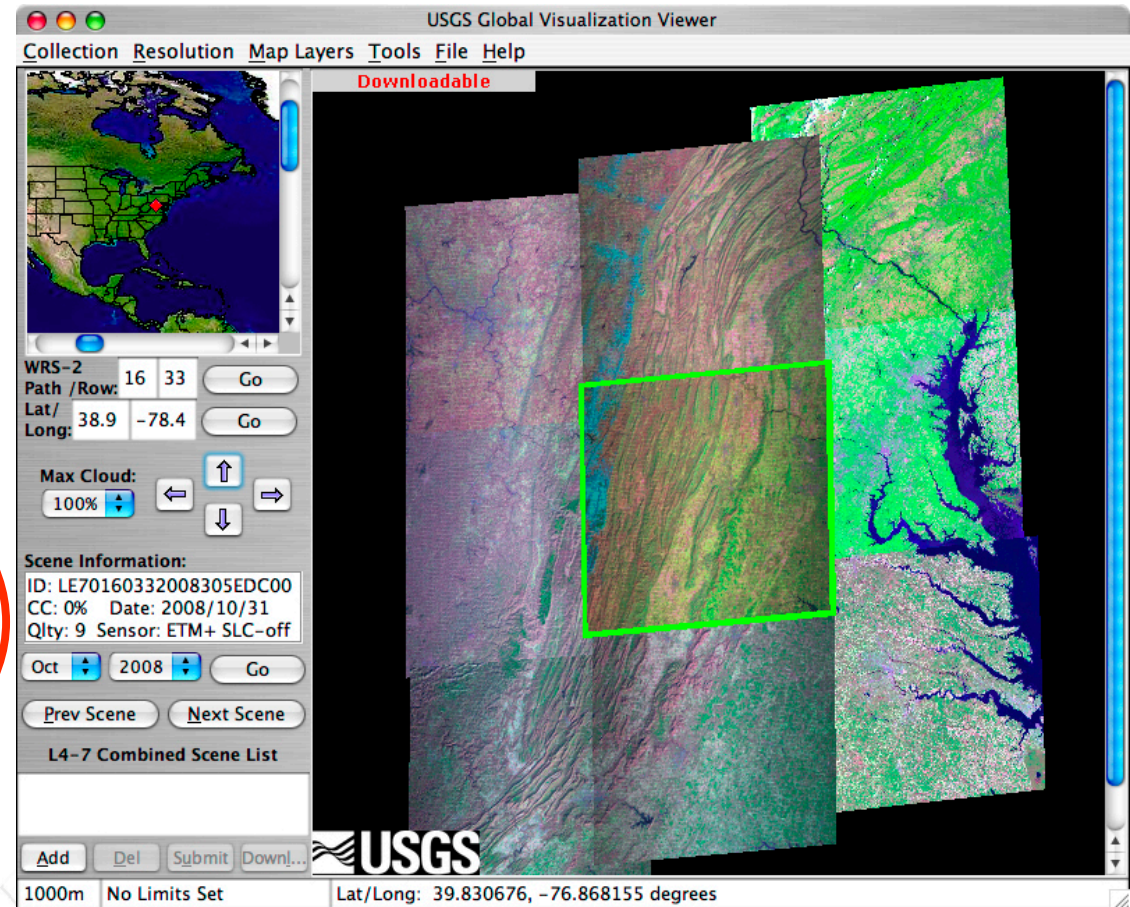 USGS Global Visualization Viewer
Collection Resolution Map Layers Tools File Help
Downloadable
WRS-2
Path /Row: 16 33 Go
Lat/
Long: 38.9 -78.4 Go
Max Cloud:
100%
Scene Information:
ID: LE70160332008305EDC00
CC: 0% Date: 2008/10/31
Qlty: 9 Sensor: ETM+ SLC-off
Oct 2008 Go
Prev Scene Next Scene
L4-7 Combined Scene List
Add Del Submit Downl...
USGS
1000m No Limits Set Lat/Long: 39.830676, -76.868155 degrees